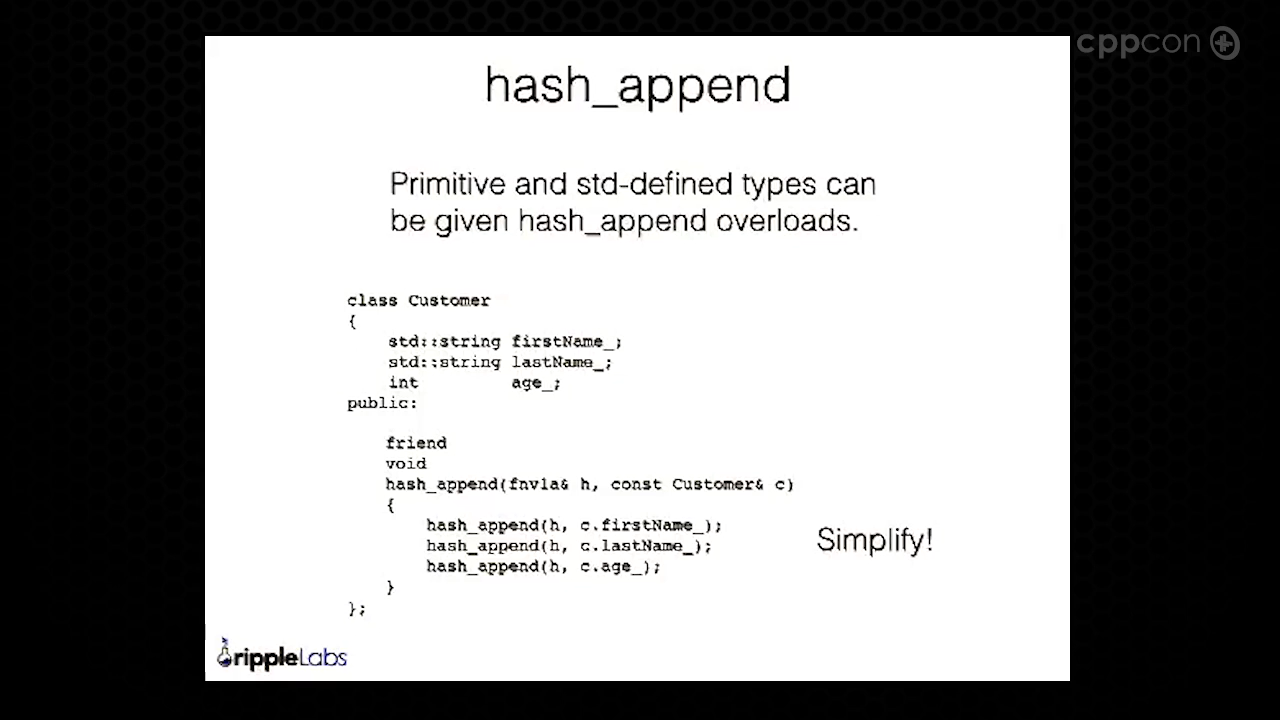 cppcon +
hash_append
Primitive and std-defined types can
be given hash_append overloads.
class Customer
{
    std::string firstName_;
    std::string lastName_;
    int         age_;
public:
    friend
    void
    hash_append(fnv1a& h, const Customer& c)
    {
        hash_append(h, c.firstName_);
        hash_append(h, c.lastName_);
        hash_append(h, c.age_);
    }
};
Simplify!
rippleLabs